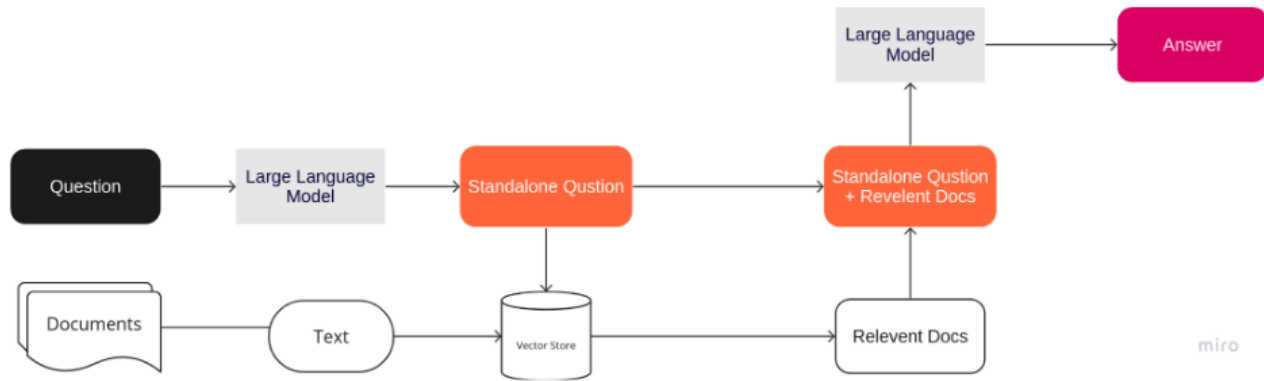 Large Language
Model
Answer
Question
Large Language
Model
Standalone Qustion
Standalone Qustion
+ Revelent Docs
Documents
Text
Vector Store
Relevent Docs
miro